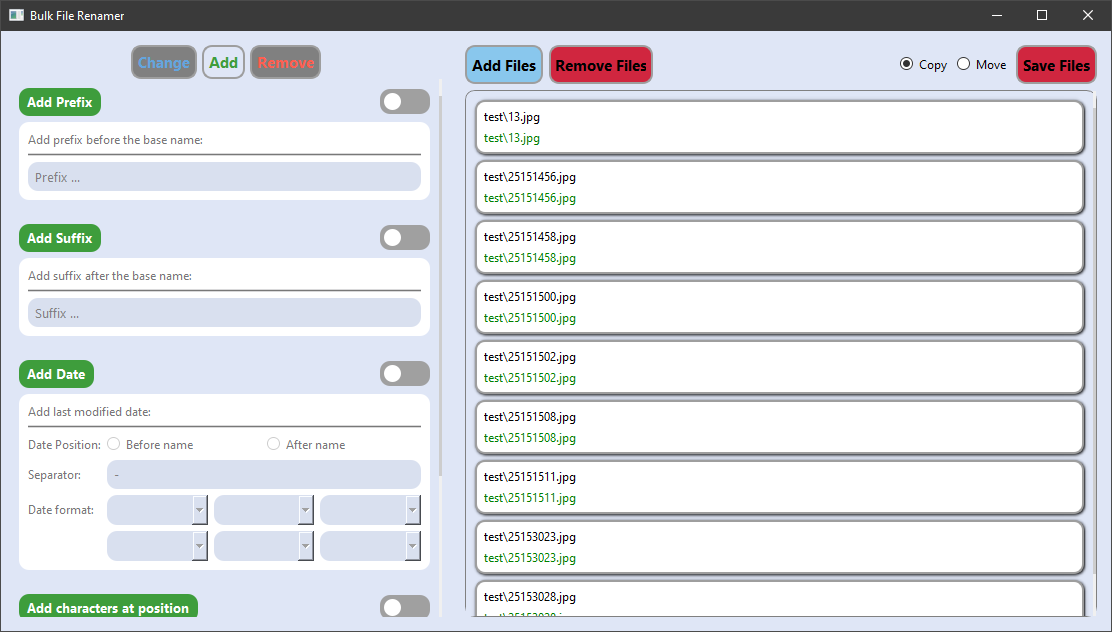 Bulk File Renamer
Change Add Remove
Add Prefix
Add prefix before the base name:
Prefix ...
Add Suffix
Add suffix after the base name:
Suffix ...
Add Date
Add last modified date:
Date Position: Before name After name
Separator: -
Date format:
Add characters at position
Add Files Remove Files Copy Move Save Files
test\13.jpg
test\13.jpg
test\25151456.jpg
test\25151456.jpg
test\25151458.jpg
test\25151458.jpg
test\25151500.jpg
test\25151500.jpg
test\25151502.jpg
test\25151502.jpg
test\25151508.jpg
test\25151508.jpg
test\25151511.jpg
test\25151511.jpg
test\25153023.jpg
test\25153023.jpg
test\25153028.jpg